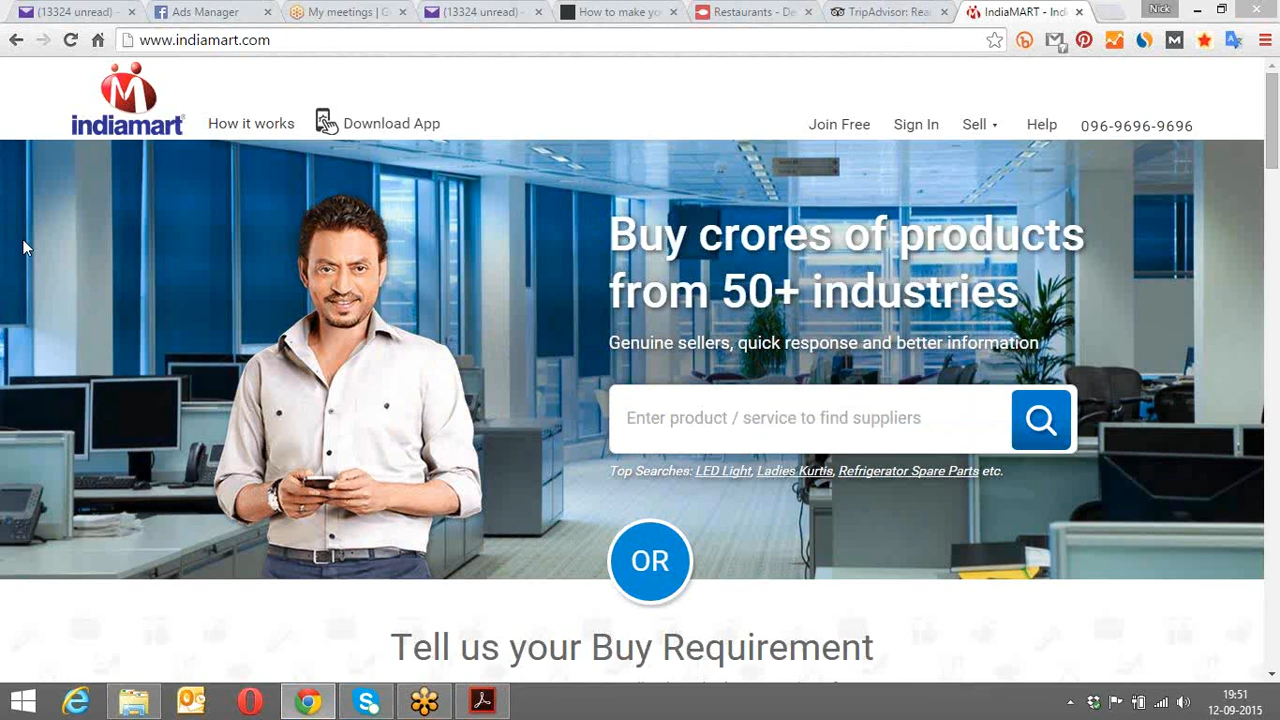 (13324 unread) -
Ads Manager
My meetings | G
(13324 unread) -
How to make you
Restaurants - De
TripAdvisor: Rea
IndiaMART - Ind
Nick
www.indiamart.com
indiamart
How it works
Download App
Join Free
Sign In
Sell
Help
096-9696-9696
Buy crores of products
from 50+ industries
Genuine sellers, quick response and better information
Enter product / service to find suppliers
Top Searches: LED Light, Ladies Kurtis, Refrigerator Spare Parts etc.
OR
Tell us your Buy Requirement
19:51
12-09-2015